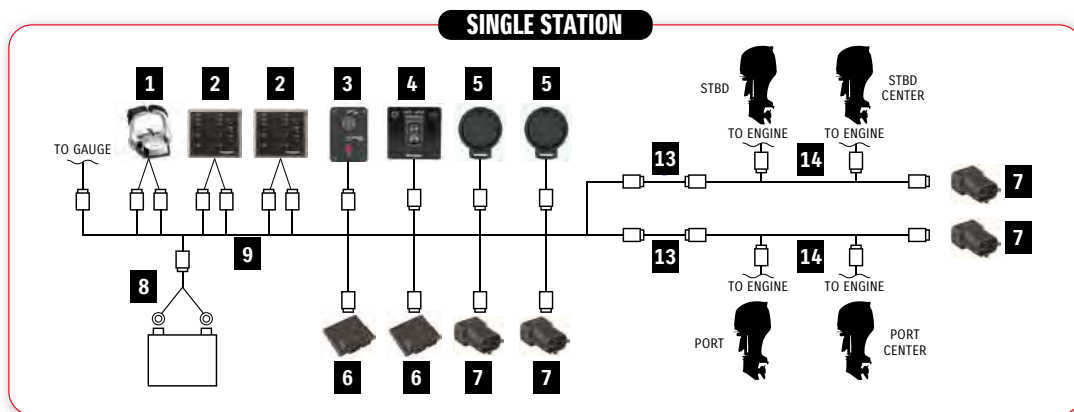 SINGLE STATION
1
2
2
3
4
5
5
TO GAUGE
STBD
STBD
CENTER
TO ENGINE
TO ENGINE
13
14
7
9
13
14
7
8
TO ENGINE
TO ENGINE
PORT
PORT
CENTER
6
6
7
7